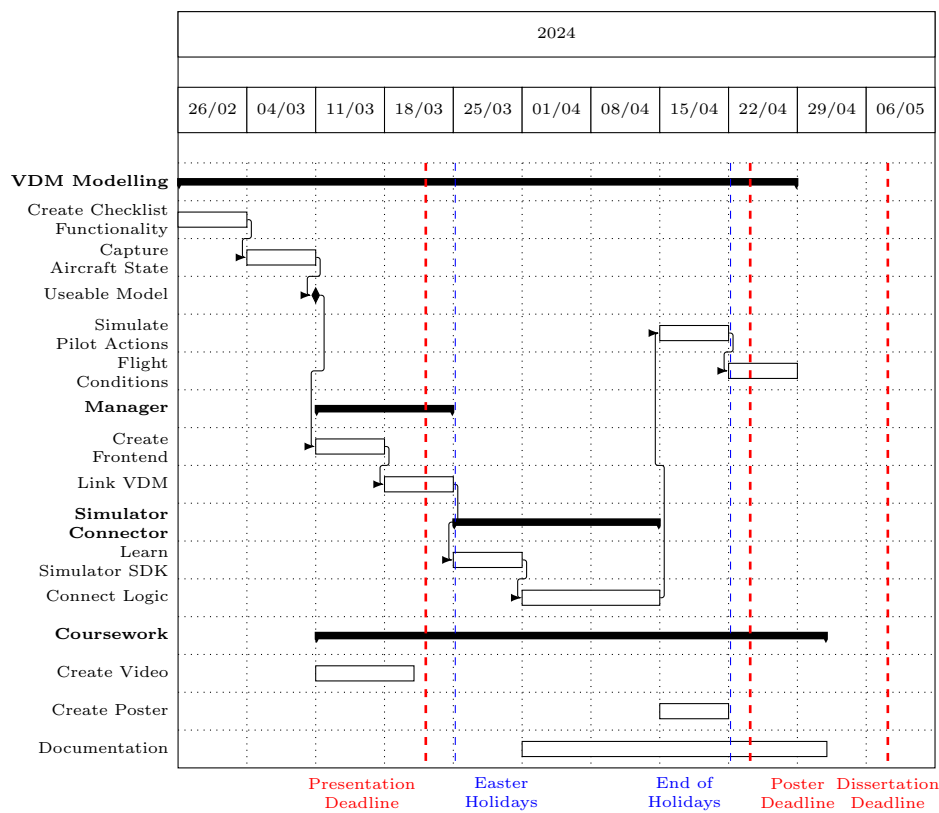 2024
26/02 04/03 11/03 18/03 25/03 01/04 08/04 15/04 22/04 29/04 06/05
VDM Modelling
Create Checklist
Functionality
Capture
Aircraft State
Useable Model
Simulate
Pilot Actions
Flight
Conditions
Manager
Create
Frontend
Link VDM
Simulator
Connector
Learn
Simulator SDK
Connect Logic
Coursework
Create Video
Create Poster
Documentation
Presentation
Deadline
Easter
Holidays
End of
Holidays
Poster
Deadline
Dissertation
Deadline